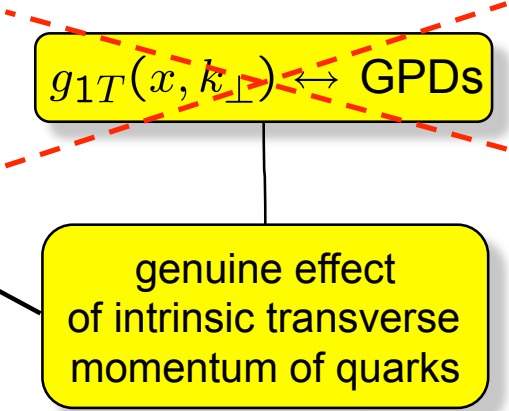 g₁T(x, k⊥) ↔ GPDs
genuine effect
of intrinsic transverse
momentum of quarks